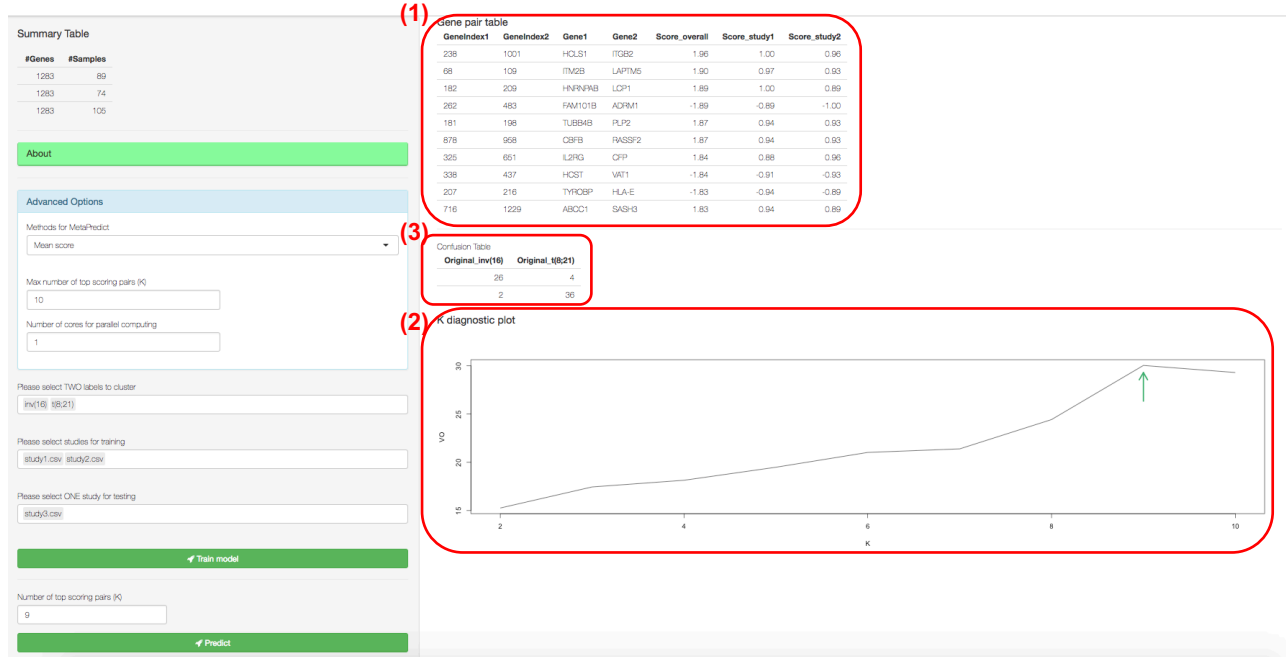 Summary Table
#Genes #Samples
1283 89
1283 74
1283 105
About
Advanced Options
Methods for MetaPredict
Mean score
Max number of top scoring pairs (K)
10
Number of cores for parallel computing
1
Please select TWO labels to cluster
inv(16) t(8;21)
Please select studies for training
study1.csv study2.csv
Please select ONE study for testing
study3.csv
Train model
Number of top scoring pairs (K)
9
Predict
(1)
Gene pair table
GeneIndex1 GeneIndex2 Gene1 Gene2 Score_overall Score_study1 Score_study2
238 1001 HCLS1 ITGB2 1.96 1.00 0.96
68 109 ITM2B LAPTM5 1.90 0.97 0.93
182 209 HNRNPAB LCP1 1.89 1.00 0.89
262 483 FAM101B ADRM1 -1.89 -0.89 -1.00
181 198 TUBB4B PLP2 1.87 0.94 0.93
878 958 CBFB RASSF2 1.87 0.94 0.93
325 651 IL2RG CFP 1.84 0.88 0.96
338 437 HCST VAT1 -1.84 -0.91 -0.93
207 216 TYROBP HLA-E -1.83 -0.94 -0.89
716 1229 ABCC1 SASH3 1.83 0.94 0.89
(3)
Confusion Table
Original_inv(16) Original_t(8;21)
26 4
2 36
(2)
K diagnostic plot
30
25
20
15
VO
2 4 6 8 10
K